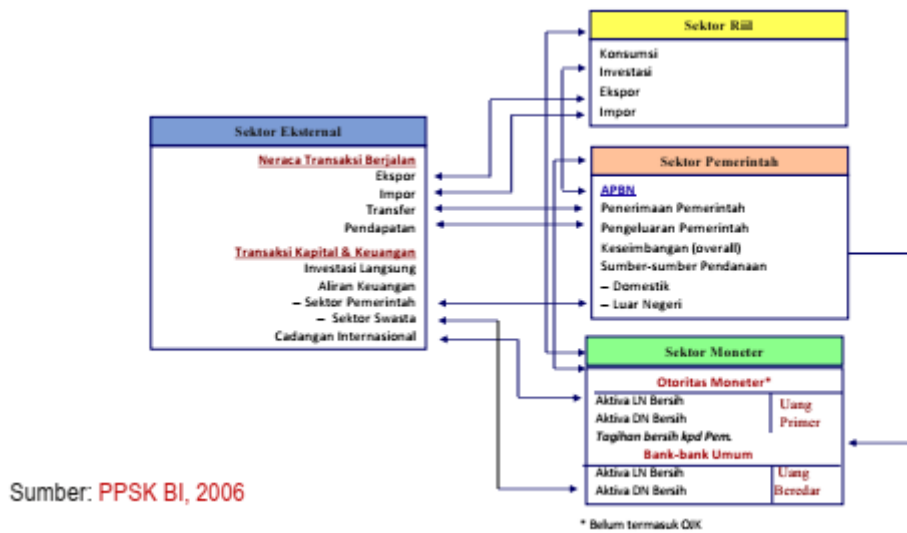 Sektor Riil
Konsumsi
Investasi
Ekspor
Impor
Sektor Eksternal
Neraca Transaksi Berjalan
Ekspor
Impor
Transfer
Pendapatan
Transaksi Kapital & Keuangan
Investasi Langsung
Aliran Keuangan
– Sektor Pemerintah
– Sektor Swasta
Cadangan Internasional
Sektor Pemerintah
APBN
Penerimaan Pemerintah
Pengeluaran Pemerintah
Keseimbangan (overall)
Sumber-sumber Pendanaan
– Domestik
– Luar Negeri
Sektor Moneter
Otoritas Moneter*
Aktiva LN Bersih
Aktiva DN Bersih
Tagihan bersih kpd Pem.
Uang
Primer
Bank-bank Umum
Aktiva LN Bersih
Aktiva DN Bersih
Uang
Beredar
* Belum termasuk OJK
Sumber: PPSK BI, 2006